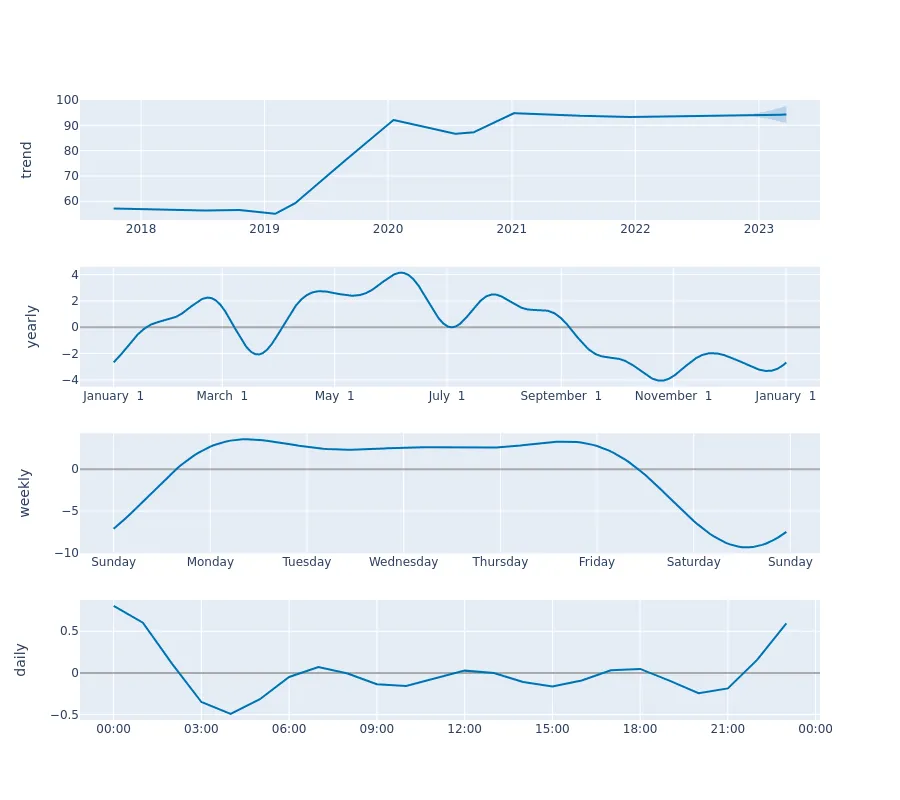 trend
100
90
80
70
60
2018 2019 2020 2021 2022 2023
yearly
4
2
0
−2
−4
January 1 March 1 May 1 July 1 September 1 November 1 January 1
weekly
0
−5
−10
Sunday Monday Tuesday Wednesday Thursday Friday Saturday Sunday
daily
0.5
0
−0.5
00:00 03:00 06:00 09:00 12:00 15:00 18:00 21:00 00:00